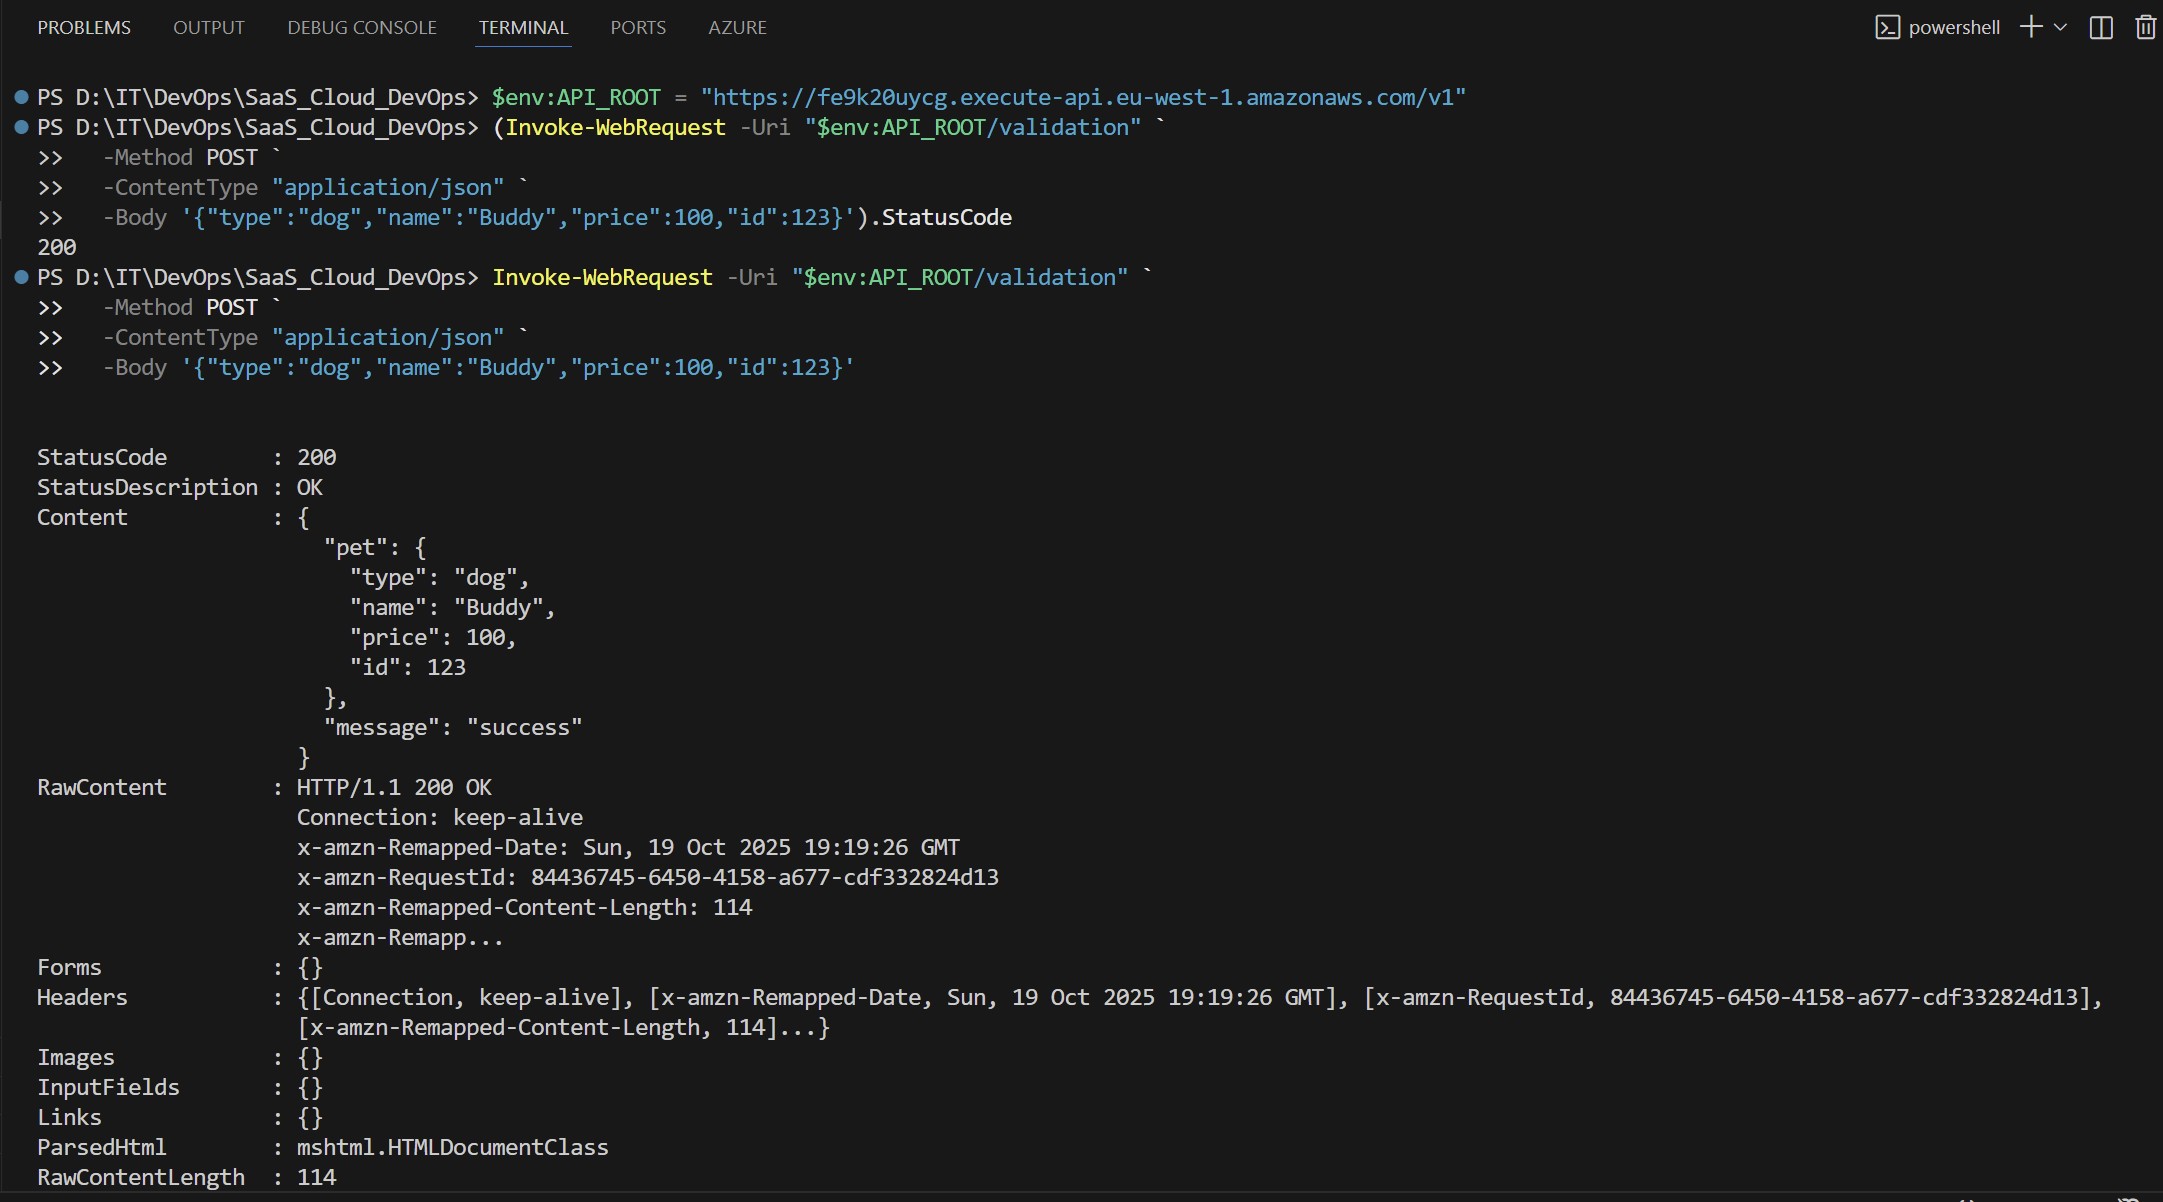 PROBLEMS OUTPUT DEBUG CONSOLE TERMINAL PORTS AZURE powershell
PS D:\IT\DevOps\SaaS_Cloud_DevOps> $env:API_ROOT = "https://fe9k20uycg.execute-api.eu-west-1.amazonaws.com/v1"
PS D:\IT\DevOps\SaaS_Cloud_DevOps> (Invoke-WebRequest -Uri "$env:API_ROOT/validation" `
>>   -Method POST `
>>   -ContentType "application/json" `
>>   -Body '{"type":"dog","name":"Buddy","price":100,"id":123}').StatusCode
200
PS D:\IT\DevOps\SaaS_Cloud_DevOps> Invoke-WebRequest -Uri "$env:API_ROOT/validation" `
>>   -Method POST `
>>   -ContentType "application/json" `
>>   -Body '{"type":"dog","name":"Buddy","price":100,"id":123}'
StatusCode        : 200
StatusDescription : OK
Content           : {
                      "pet": {
                        "type": "dog",
                        "name": "Buddy",
                        "price": 100,
                        "id": 123
                      },
                      "message": "success"
                    }
RawContent        : HTTP/1.1 200 OK
                    Connection: keep-alive
                    x-amzn-Remapped-Date: Sun, 19 Oct 2025 19:19:26 GMT
                    x-amzn-RequestId: 84436745-6450-4158-a677-cdf332824d13
                    x-amzn-Remapped-Content-Length: 114
                    x-amzn-Remapp...
Forms             : {}
Headers           : {[Connection, keep-alive], [x-amzn-Remapped-Date, Sun, 19 Oct 2025 19:19:26 GMT], [x-amzn-RequestId, 84436745-6450-4158-a677-cdf332824d13],
                    [x-amzn-Remapped-Content-Length, 114]...}
Images            : {}
InputFields       : {}
Links             : {}
ParsedHtml        : mshtml.HTMLDocumentClass
RawContentLength  : 114